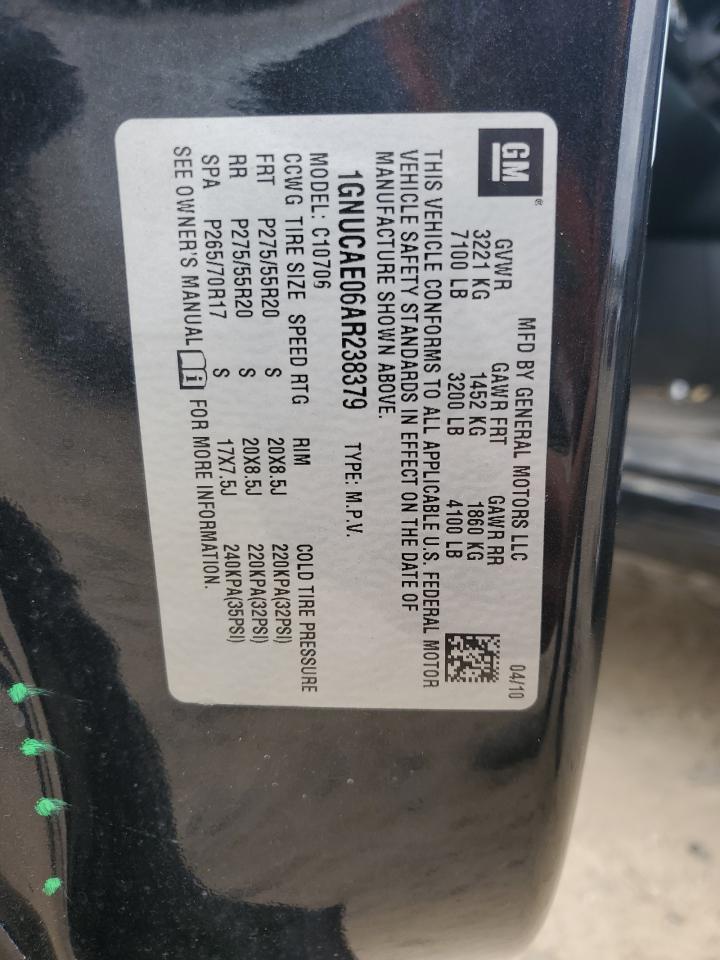 GM
MFD BY GENERAL MOTORS LLC 04/10
GVWR GAWR FRT GAWR RR
3221 KG 1452 KG 1860 KG
7100 LB 3200 LB 4100 LB
THIS VEHICLE CONFORMS TO ALL APPLICABLE U.S. FEDERAL MOTOR
VEHICLE SAFETY STANDARDS IN EFFECT ON THE DATE OF
MANUFACTURE SHOWN ABOVE.
1GNUCAE06AR238379 TYPE: M.P.V.
MODEL: C10706
CCWG TIRE SIZE SPEED RTG RIM COLD TIRE PRESSURE
FRT P275/55R20 S 20X8.5J 220KPA(32PSI)
RR P275/55R20 S 20X8.5J 220KPA(32PSI)
SPA P265/70R17 S 17X7.5J 240KPA(35PSI)
SEE OWNER'S MANUAL i FOR MORE INFORMATION.